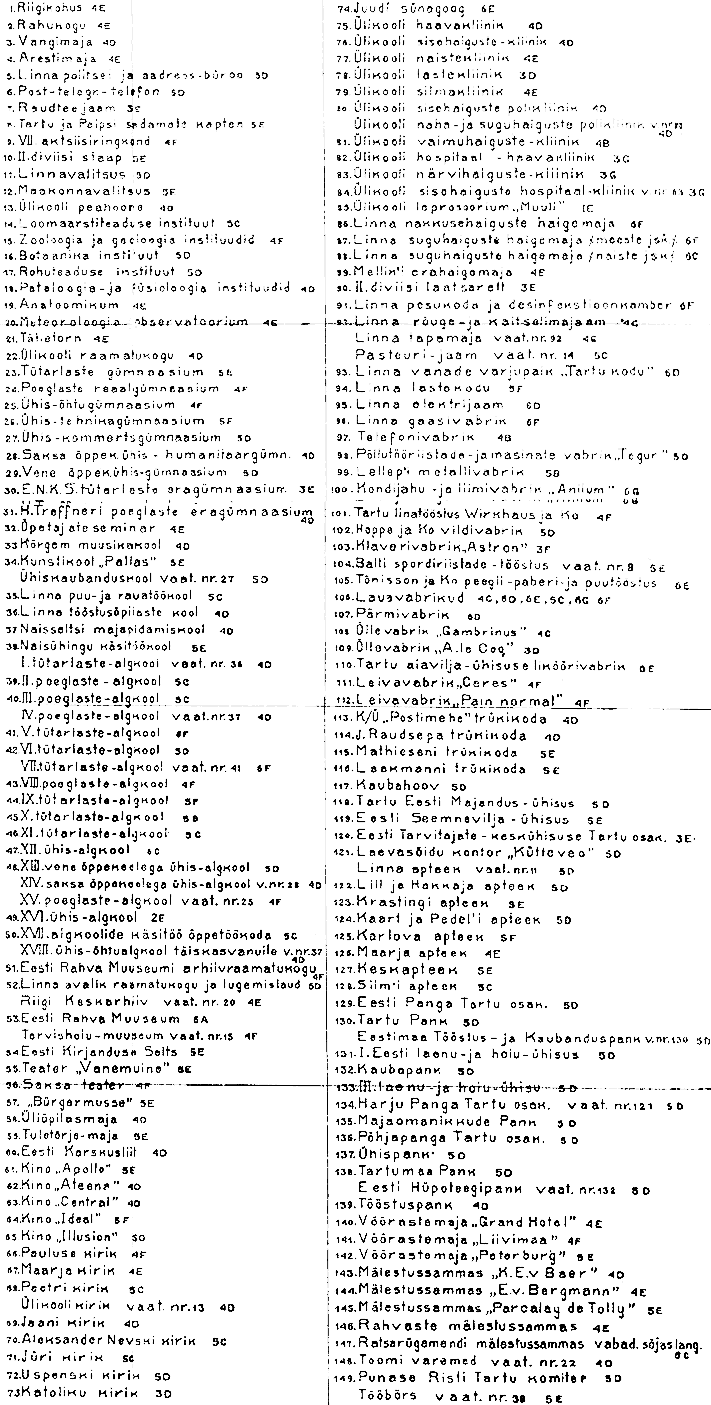 1.Riigikohus 4E
2.Rahukogu 4E
3.Vangimaja 4D
4.Arestimaja 4E
5.Linna politsei ja aadress-büroo 5D
6.Post-telegr.-telefon 5D
7.Raudteejaam 3E
8.Tartu ja Peipsi sadamate kapten 5F
9.VII aktsiisiringkond 4F
10.II.diviisi staap 5E
11.Linnavalitsus 5D
12.Maakonnavalitsus 5F
13.Ülikooli peahoone 4D
14.Loomaarstiteaduse instituut 5C
15.Zooloogia ja geoloogia instituudid 4F
16.Botaanika instituut 5D
17.Rohuteaduse instituut 5D
18.Pataloogia-ja füsioloogia instituudid 4D
19.Anatoomikum 4E
20.Meteoroloogia observatoorium 4E
21.Tähetorn 4E
22.Ülikooli raamatukogu 4D
23.Tütarlaste gümnaasium 5E
24.Poeglaste reaalgümnaasium 4F
25.Ühis-õhtugümnaasium 4F
26.Ühis-tehnikagümnaasium 5F
27.Ühis-kommertsgümnaasium 5D
28.Saksa õppek.ühis-humanitaargümn. 4D
29.Vene õppek.ühis-gümnaasium 5D
30.E.N.K.S.tütarlaste eragümnaasium 3E
31.H.Treffneri poeglaste eragümnaasium 4D
32.Õpetajateseminar 4E
33 Kõrgem muusikakool 4D
34.Kunstikool „Pallas" 5E
Ühiskaubanduskool vaat.nr.27 5D
35.Linna puu-ja rauatöökool 5C
36.Linna tööstusõpilaste kool 4D
37 Naisseltsi majapidamiskool 4D
38.Naisühingu käsitöökool 5E
I.tütarlaste-algkool vaat.nr.36 4D
39.II.poeglaste-algkool 5C
40.III.poeglaste-algkool 5C
IV.poeglaste-algkool vaat.nr.37 4D
41.V.tütarlaste-algkool 6F
42 VI.tütarlaste-algkool 5D
VII.tütarlaste-algkool vaat.nr.41 6F
43.VIII.poeglaste-algkool 4F
44.IX.tütarlaste-algkool 5F
45.X.tütarlaste-algkool 5B
46.XI.tütarlaste-algkool 5C
47.XII.ühis-algkool 6C
48.XIII.vene õppekeelega ühis-algkool 5D
XIV.saksa õppekeelega ühis-algkool v.nr.28 4D
XV.poeglaste-algkool vaat.nr.25 4F
49.XVI.ühis-algkool 2E
50.XVII.algkoolide käsitöö õppetöökoda 5C
XVIII.ühis-õhtualgkool täiskasvanuile v.nr.37 4D
51.Eesti Rahva Muuseumi arhiivraamatukogu 4F
52.Linna avalik raamatukogu ja lugemislaud 5D
Riigi Keskarhiiv vaat.nr.20 4E
53.Eesti Rahva Muuseum 6A
Tervishoiu-muuseum vaat.nr.15 4F
54 Eesti Kirjanduse Selts 5E
55.Teater „Vanemuine" 5E
56.Saksa-teater 4F
57. „Bürgermusse" 5E
58.Üliõpilasmaja 4D
59.Tuletõrje-maja 5E
60.Eesti Karskusliit 4D
61.Kino „Apollo" 5E
62.Kino „Ateena" 4D
63.Kino „Central" 4D
64.Kino „Ideal" 5F
65 Kino „Illusion" 5D
66.Pauluse kirik 4F
67.Maarja kirik 4E
68.Peetri kirik 5C
Ülikooli kirik vaat.nr.13 4D
69.Jaani kirik 4D
70.Aleksander Nevski kirik 5C
71.Jüri kirik 5C
72.Uspenski kirik 5D
73 Katoliku kirik 3D
74.Juudi sünagoog 6E
75.Ülikooli haavakliinik 4D
76.Ülikooli sisehaiguste-kliinik 4D
77.Ülikooli naistekliinik 4E
78.Ülikooli lastekliinik 3D
79 Ülikooli silmakliinik 4E
80 Ülikooli sisehaiguste polikliinik 4D
Ülikooli naha-ja suguhaiguste polikliinik 4D
81.Ülikooli vaimuhaiguste-kliinik 4B
82.Ülikooli hospitaal-haavakliinik 3G
83.Ülikooli närvihaiguste-kliinik 3G
84.Ülikooli sisehaiguste hospitaal-kliinik v.nr.83 3G
85.Ülikooli leprosoorium „Muuli" 1E
86.Linna nakkusehaiguste haigemaja 6F
87.Linna suguhaiguste haigemaja /meeste jsk/. 6F
88.Linna suguhaiguste haigemaja /naiste jsk/ 6C
89.Mellin'i erahaigemaja 4E
90.II.diviisi laatsarett 3E
91.Linna pesukoda ja desinfektsioonkamber 6F
92.Linna rõuge-ja kaitselimajaam 4C
Linna tapamaja vaat.nr.92 4E
Pasteuri-jaam vaat.nr.14 5C
93.Linna vanade varjupaik „Tartu Kodu" 6D
94.Linna lastekodu 5F
95.Linna elektrijaam 6D
96.Linna gaasivabrik 6F
97.Telefonivabrik 4B
98.Põllutööriistade-ja masinate vabrik „Tegur" 5D
99.Lellep'i metallivabrik 5B
100.Kondijahu-ja liimivabrik „Anilum" 6G
101.Tartu linatööstus Wirkhaus ja Ko 4F
102.Hoppe ja Ko vildivabrik 5D
103.Klaverivabrik „Astron" 3F
104.Balti spordiriistade-tööstus vaat.nr.8 5E
105.Tõnisson ja Ko peegli-paberi-ja puutööstus 6E
106.Lauavabrikud 4C,6D,6E,5C,6G 6F
107.Pärmivabrik 6D
108.Õllevabrik „Gambrinus" 4C
109.Õllevabrik „A.le Coq" 3D
110.Tartu aiavilja-ühisuse liköörivabrik 6E
111.Leivavabrik „Ceres" 4F
112.Leivavabrik „Pain normal" 4F
113.K/Ü „Postimehe" trükikoda 4D
114.J.Raudsepa trükikoda 4D
115.Mathieseni trükikoda 5E
116.Laakmanni trükikoda 5E
117.Kaubahoov 5D
118.Tartu Eesti Majandus-ühisus 5D
119.Eesti Seemnevilja-ühisus 5E
120.Eesti Tarvitajate-keskühisuse Tartu osak. 3E
121.Laevasõidu kontor „Kütteveo" 5D
Linna apteek vaat.nr.11 5D
122.Lill ja Hakkaja apteek 5D
123.Krastingi apteek 5E
124.Kaart ja Pedel'i apteek 5D
125.Karlova apteek 5F
126.Maarja apteek 4E
127.Keskapteek 5E
128.Siim'i apteek 5C
129.Eesti Panga Tartu osak. 5D
130.Tartu Pank 5D
Eestimaa Tööstus-ja Kaubanduspank v.nr.130 5D
131.I.Eesti laenu-ja hoiu-ühisus 5D
132.Kaubapank 5D
133.III.laenu-ja hoiu-ühisu 5D
134.Harju Panga Tartu osak. vaat.nr.121 5D
135.Majaomanikkude Pank 5D
136.Põhjapanga Tartu osak. 5D
137.Ühispank 5D
138.Tartumaa Pank 5D
Eesti Hüpoteegipank vaat.nr.132 5D
139.Tööstuspank 4D
140.Võõrastemaja „Grand Hotel" 4E
141.Võõrastemaja „Liivimaa" 4F
142.Võõrastemaja „Peterburg" 5E
143.Mälestussammas „K.E.v Baer" 4D
144.Mälestussammas „E.v.Bergmann" 4E
145.Mälestussammas „Parcalay de Tolly" 5E
146.Rahvaste mälestussammas 4E
147.Ratsarügemendi mälestussammas vabad.sõjas lang. 6C
148.Toomi varemed vaat.nr.22 4D
149.Punase Risti Tartu komitee 5D
Tööbörs vaat.nr.38 5E